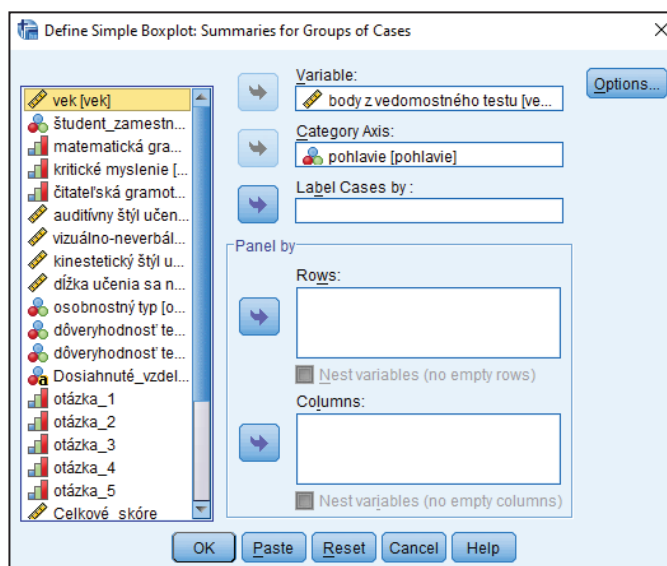 Define Simple Boxplot: Summaries for Groups of Cases
vek [vek]
študent_zamestn...
matematická gra...
kritické myslenie [...
čitateľská gramot...
auditívny štýl učen...
vizuálno-neverbál...
kinestetický štýl u...
dĺžka učenia sa n...
osobnostný typ [o...
dôveryhodnosť te...
dôveryhodnosť te...
Dosiahnuté_vzdel...
otázka_1
otázka_2
otázka_3
otázka_4
otázka_5
Celkové_skóre
Variable:
body z vedomostného testu [ve...
Category Axis:
pohlavie [pohlavie]
Label Cases by :
Panel by
Rows:
Nest variables (no empty rows)
Columns:
Nest variables (no empty columns)
Options...
OK
Paste
Reset
Cancel
Help